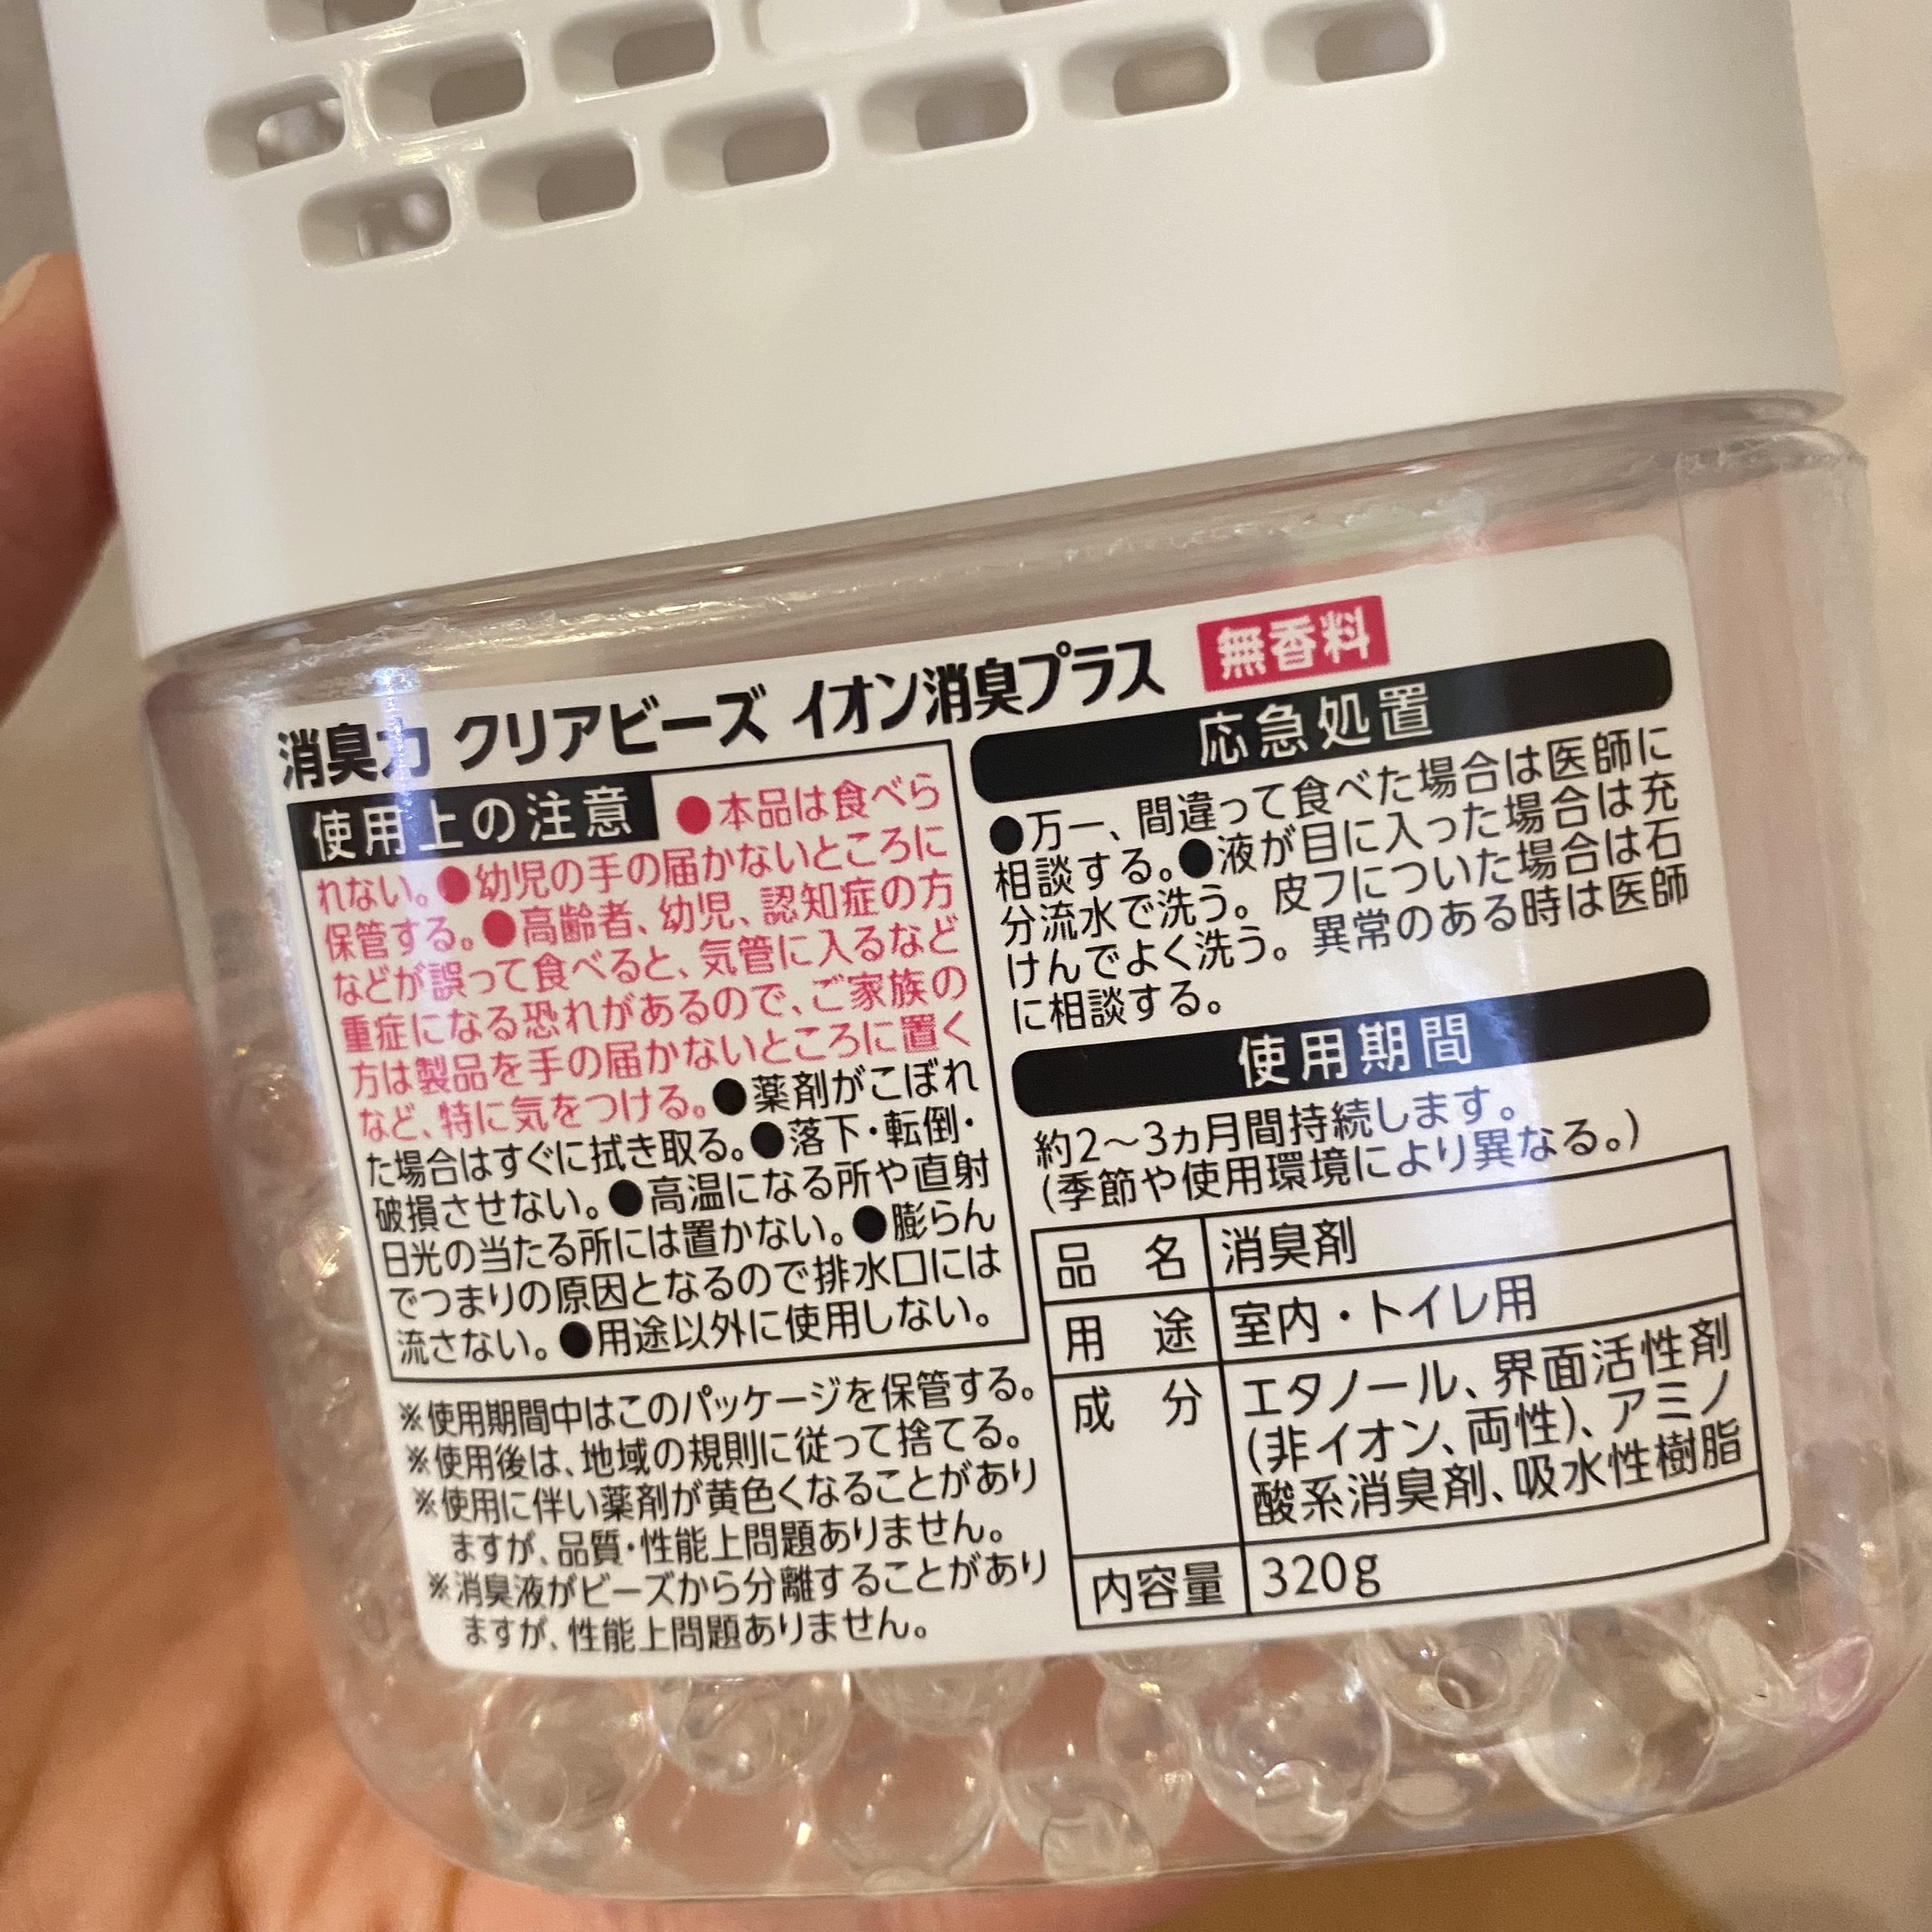 消臭力 クリアビーズ イオン消臭プラス 無香料
使用上の注意 ●本品は食べら
れない。●幼児の手の届かないところに
保管する。●高齢者、幼児、認知症の方
などが誤って食べると、気管に入るなど
重症になる恐れがあるので、ご家族の
方は製品を手の届かないところに置く
など、特に気をつける。●薬剤がこぼれ
た場合はすぐに拭き取る。●落下・転倒・
破損させない。●高温になる所や直射
日光の当たる所には置かない。●膨らん
でつまりの原因となるので排水口には
流さない。●用途以外に使用しない。
※使用期間中はこのパッケージを保管する。
※使用後は、地域の規則に従って捨てる。
※使用に伴い薬剤が黄色くなることがあり
ますが、品質・性能上問題ありません。
※消臭液がビーズから分離することがあり
ますが、性能上問題ありません。
応急処置
●万一、間違って食べた場合は医師に
相談する。●液が目に入った場合は充
分流水で洗う。皮フについた場合は石
けんでよく洗う。異常のある時は医師
に相談する。
使用期間
約2～3ヵ月間持続します。
(季節や使用環境により異なる。)
品名 消臭剤
用途 室内・トイレ用
成分 エタノール、界面活性剤
(非イオン、両性)、アミノ
酸系消臭剤、吸水性樹脂
内容量 320g